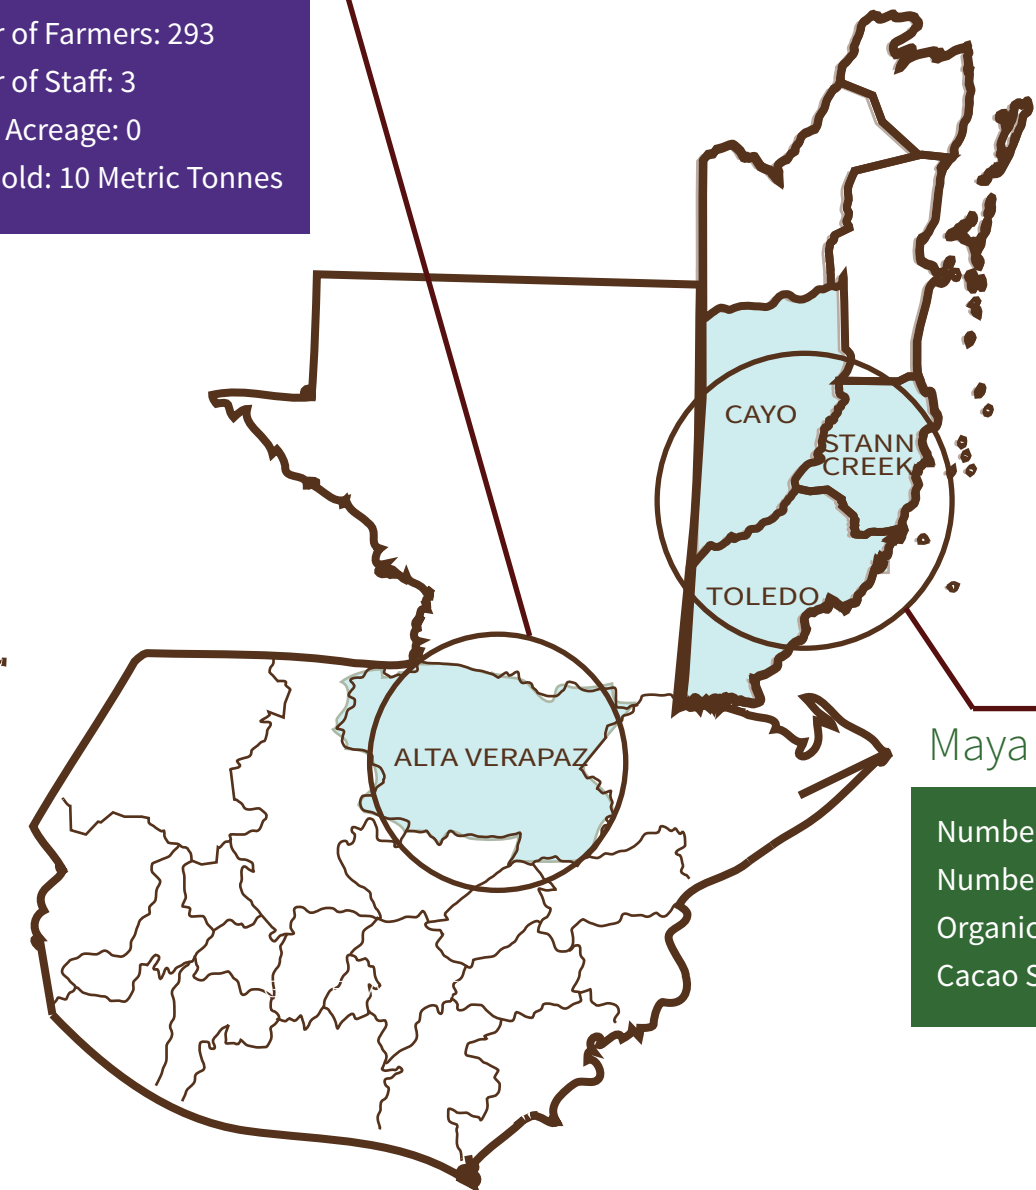 r of Farmers: 293
r of Staff: 3
Acreage: 0
old: 10 Metric Tonnes
CAYO
STANN
CREEK
TOLEDO
ALTA VERAPAZ
Maya
Numbe
Numbe
Organic
Cacao S